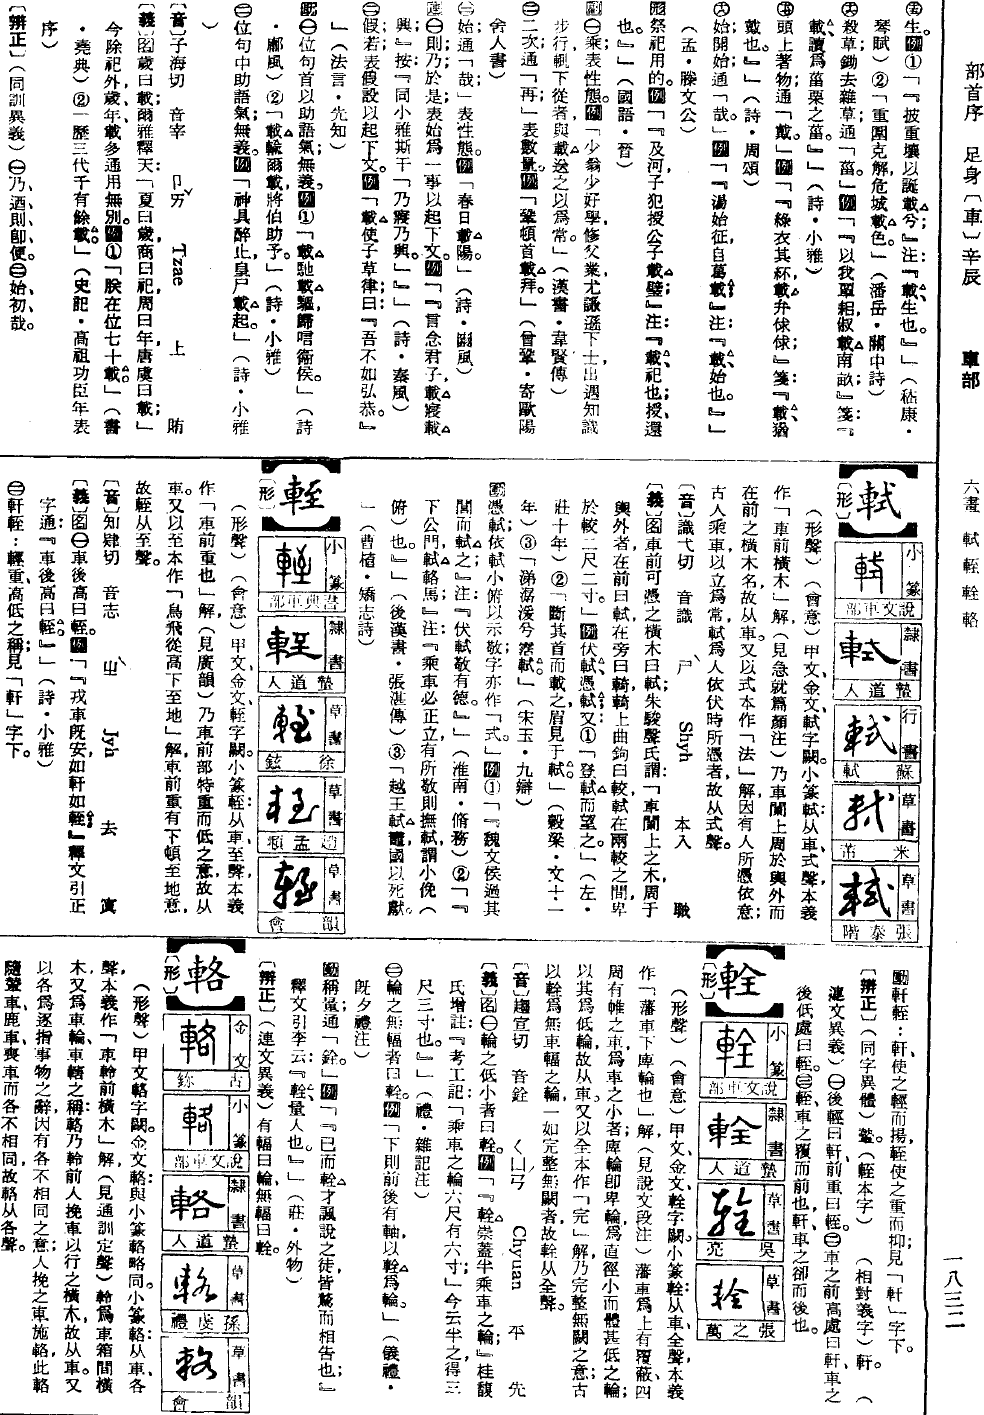 部首序 足身〔車〕辛辰 車部 六畫 軾 輊 輇 輅 一八三二
㊄生。例①「『披重壤以誕載兮』注：『載、生也。』」（嵇康．
琴賦）②「重圍克解危城載色。」（潘岳．關中詩）
㊅殺草；鋤去雜草；通「菑。」例「『以我覃耜俶載南畝』箋：『
載讀爲菑栗之菑。』」（詩．小雅）
頭上著物；通「戴。」例「『絲衣其紑，載弁俅俅』箋：『載、猶
戴也。』」（詩．周頌）
始；開始；通「哉。」例「『湯始征，自葛載』注：『載、始也。』」
（孟．滕文公）
祭祀用的。例「『及河，子犯授公子載璧』注：『載、祀也；授、還
也。』」（國語．晉）
㊀乘；表性態。例「少翁少好學，修父業，尤謙遜下士，出遇知識
步行，輒下從者，與載送之，以爲常。」（漢書．韋賢傳）
㊁二次；通「再；」表數量。例「鞏頓首載拜。」（曾鞏．寄歐陽
舍人書）
㊂始；通「哉；」表性態。例「春日載陽。」（詩．豳風）
㊀則；乃；於是；表始爲一事以起下文。例「『言念君子，載寢載
興』按：『同小雅斯干「乃寢乃興。」』」（詩．秦風）
㊁假若；表假設以起下文。例「載使子草律，曰：『吾不如弘恭。』
」（法言．先知）
㊀位句首以助語氣；無義。例①「載馳載驅，歸唁衞侯。」（詩
．鄘風）②「載輸爾載，將伯助予。」（詩．小雅）
㊁位句中助語氣；無義。例「神具醉止，皇尸載起。」（詩．小雅
）
〔音〕子海切 音宰 ㄗㄞˇ Tzae 上 賄
〔義〕名歲曰載；爾雅釋天：「夏曰歲，商曰祀，周曰年，唐虞曰載；」
今除祀外，歲、年、載多通用無別。例①「朕在位七十載。」（書
．堯典）②「歷三代千有餘載。」（史記．高祖功臣年表
序）
〔辨正〕（同訓異義）㊀乃、迺、則、卽、便。㊁始、初、哉。
軾
〔形〕
小篆 說文車部
隸書 人道蟄
行書 蘇軾
草書 米芾
草書 張泰階
（形聲）（會意）甲文、金文軾字闕。小篆軾：从車，式聲，本義
作「車前橫木」解（見急就篇顏注），乃車闌上周於輿外而
在前之橫木名，故从車。又以式本作「法」解，因有人所憑依意；
古人乘車以立爲常，軾爲人依伏時所憑者，故从式聲。
〔音〕識弋切 音識 ㄕˋ Shyh 本入 職
〔義〕名車前可憑之橫木曰軾；朱駿聲氏謂：「車闌上之木周于
輿外者，在前曰軾，在旁曰輢，輢上曲鉤曰較，軾在兩較之間，卑
於較二尺二寸。」例伏軾；憑軾；又①「登軾而望之。」（左．
莊十年）②「斷其首而載之，眉見于軾。」（穀梁．文十一
年）③「涕潺湲兮霑軾。」（宋玉．九辯）
動憑軾；依軾小俯以示敬，字亦作「式。」例①「『魏文侯過其
閭而軾之』注：『伏軾敬有德。』」（淮南．脩務）②「『
下公門，軾輅馬』注：『乘車必正立，有所敬則撫軾，謂小俛（
俯）也。』」（後漢書．張湛傳）③「越王軾鼃，國以死獻。
」（曹植．矯志詩）
輊
〔形〕
小篆 書典車部
隸書 人道蟄
草書 徐鉉
草書 趙孟頫
草書 韻會
（形聲）（會意）甲文、金文輊字闕。小篆輊：从車，至聲，本義
作「車前重也」解（見廣韻），乃車前部特重而低之意，故从
車。又以至本作「鳥飛從高下至地」解，車前重有下頓至地意，
故輊从至聲。
〔音〕知肆切 音志 ㄓˋ Jyh 去 寘
〔義〕名㊀車後高曰輊。例「『戎車旣安，如軒如輊』釋文引正
字通：『車後高曰輊。』」（詩．小雅）
㊁軒輊：輕重高低之稱；見「軒」字下。
動軒輊：軒、使之輕而揚；輊、使之重而抑；見「軒」字下。
〔辨正〕（同字異體）䡹。（輊本字） （相對義字）軒。 （
連文異義）㊀後輕曰軒，前重曰輊。㊁車之前高處曰軒，車之
後低處曰輊。㊂輊、車之覆而前也；軒、車之卻而後也。
輇
〔形〕
小篆 說文車部
隸書 人道蟄
草書 吳亮
草書 張之萬
（形聲）（會意）甲文、金文輇字闕。小篆輇：从車，全聲，本義
作「藩車下庳輪也」解（見說文段注），藩車爲上有覆蔽，四
周有帷之車，爲車之小者；庳輪卽卑輪，爲直徑小而體甚低之輪；
以其爲低輪，故从車。又以全本作「完」解，乃完整無闕之意；古
以輇爲無車輻之輪，一如完整無闕者，故輇从全聲。
〔音〕逡宣切 音銓 ㄑㄩㄢˊ Chyuan 平 先
〔義〕名㊀輪之低小者曰輇。例「『輇崇蓋半乘車之輪』桂馥
氏增註：『考工記「乘車之輪六尺有六寸；」今云半之，得三
尺三寸也。』」（禮．雜記注）
㊁輪之無輻者曰輇。例「下則前後有軸，以輇爲輪。」（儀禮．
旣夕禮注）
動稱量；通「銓。」例「『已而輇才諷說之徒，皆驚而相告也。』
釋文引李云：『輇、量人也。』」（莊．外物）
〔辨正〕（連文異義）有輻曰輪，無輻曰輇。
輅
〔形〕
金文 古鉨
小篆 說文車部
隸書 人道蟄
草書 孫虔禮
草書 韻會
（形聲）甲文輅字闕。金文輅與小篆輅略同。小篆輅：从車，各
聲，本義作「車軨前橫木」解（見通訓定聲），軨爲車箱間橫
木，又爲車輪、車轄之稱；輅乃軨前人挽車以行之橫木，故从車。又
以各爲逐指事物之辭，因有各不相同之意；人挽之車施輅，此輅
隨輦車、鹿車、喪車而各不相同，故輅从各聲。